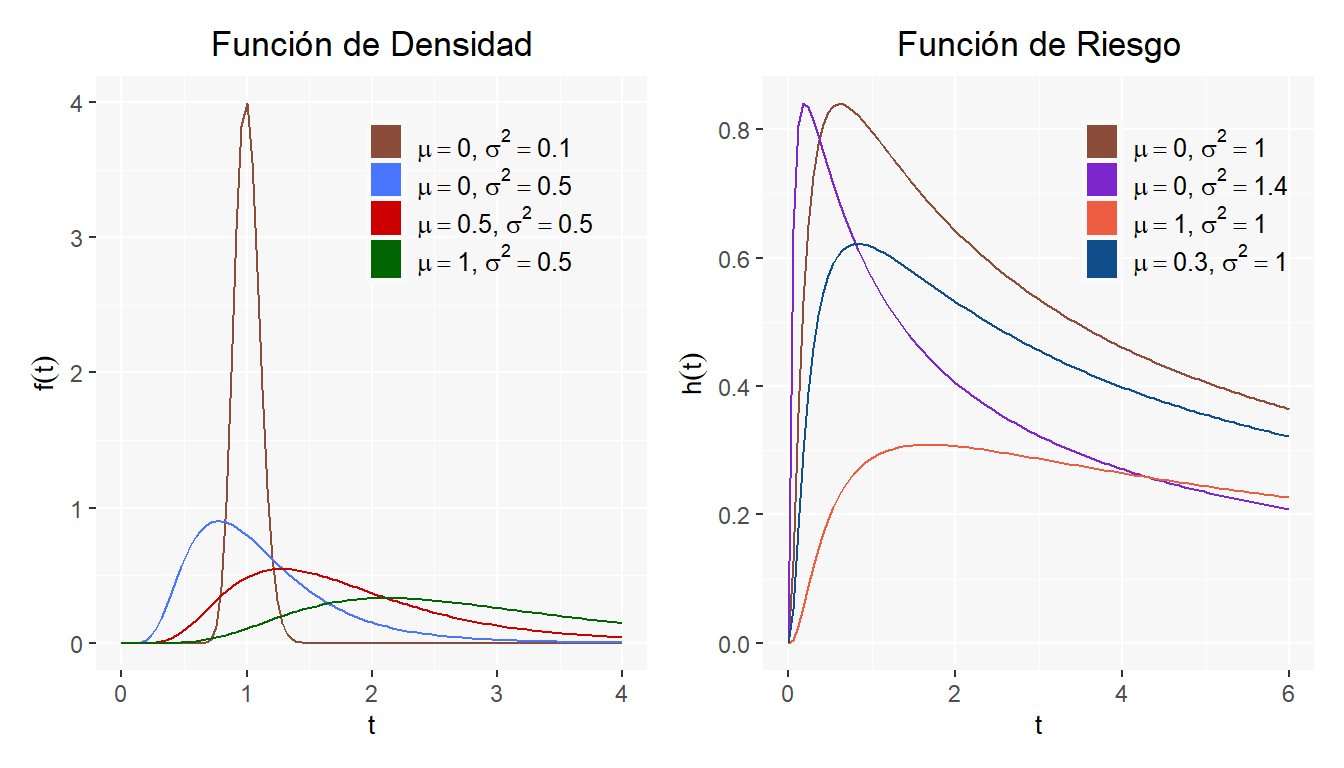 Función de Densidad
f(t)
4
3
2
1
0
μ = 0, σ² = 0.1
μ = 0, σ² = 0.5
μ = 0.5, σ² = 0.5
μ = 1, σ² = 0.5
0 1 2 3 4
t
Función de Riesgo
h(t)
0.8
0.6
0.4
0.2
0.0
μ = 0, σ² = 1
μ = 0, σ² = 1.4
μ = 1, σ² = 1
μ = 0.3, σ² = 1
0 2 4 6
t